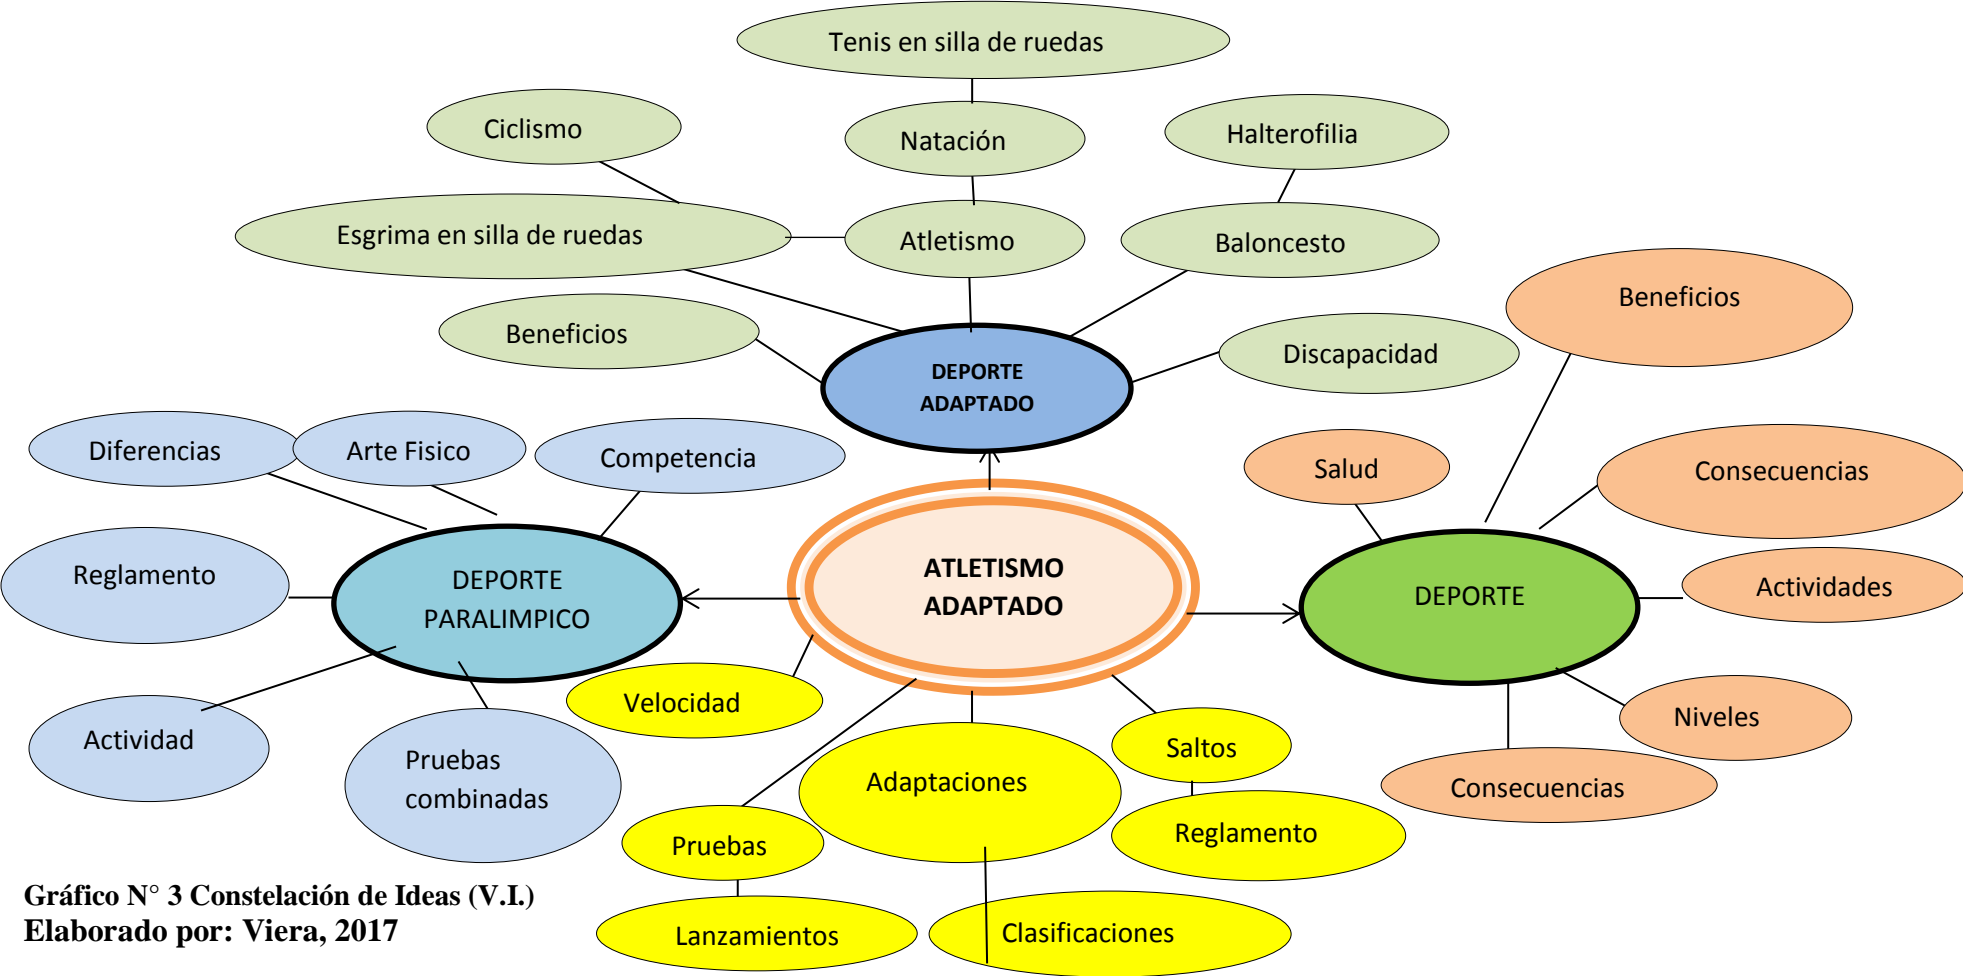 Tenis en silla de ruedas
Ciclismo
Natación
Halterofilia
Esgrima en silla de ruedas
Atletismo
Baloncesto
Beneficios
Beneficios
Discapacidad
DEPORTE
ADAPTADO
Diferencias
Arte Fisico
Competencia
Salud
Consecuencias
Reglamento
DEPORTE
PARALIMPICO
ATLETISMO
ADAPTADO
DEPORTE
Actividades
Velocidad
Niveles
Actividad
Pruebas
combinadas
Adaptaciones
Saltos
Consecuencias
Pruebas
Reglamento
Lanzamientos
Clasificaciones
Gráfico N° 3 Constelación de Ideas (V.I.)
Elaborado por: Viera, 2017